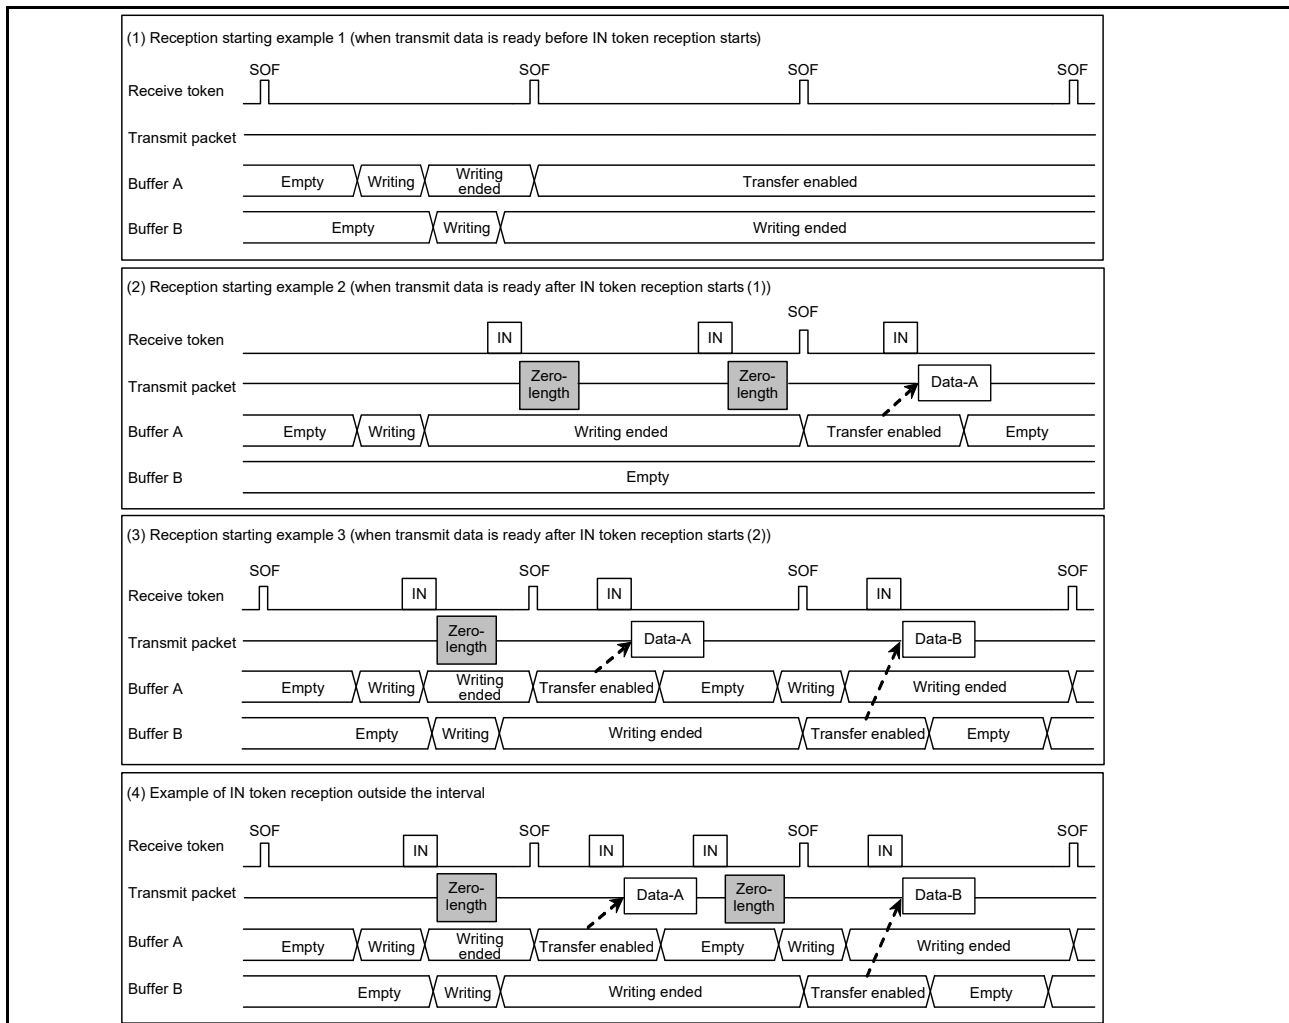 (1) Reception starting example 1 (when transmit data is ready before IN token reception starts)
SOF SOF SOF SOF
Receive token
Transmit packet
Buffer A Empty Writing Writing ended Transfer enabled
Buffer B Empty Writing Writing ended
(2) Reception starting example 2 (when transmit data is ready after IN token reception starts (1))
SOF
Receive token IN IN IN
Transmit packet Zero-length Zero-length Data-A
Buffer A Empty Writing Writing ended Transfer enabled Empty
Buffer B Empty
(3) Reception starting example 3 (when transmit data is ready after IN token reception starts (2))
SOF SOF SOF SOF
Receive token IN IN IN
Transmit packet Zero-length Data-A Data-B
Buffer A Empty Writing Writing ended Transfer enabled Empty Writing Writing ended
Buffer B Empty Writing Writing ended Transfer enabled Empty
(4) Example of IN token reception outside the interval
SOF SOF SOF SOF
Receive token IN IN IN IN
Transmit packet Zero-length Data-A Zero-length Data-B
Buffer A Empty Writing Writing ended Transfer enabled Empty Writing Writing ended
Buffer B Empty Writing Writing ended Transfer enabled Empty